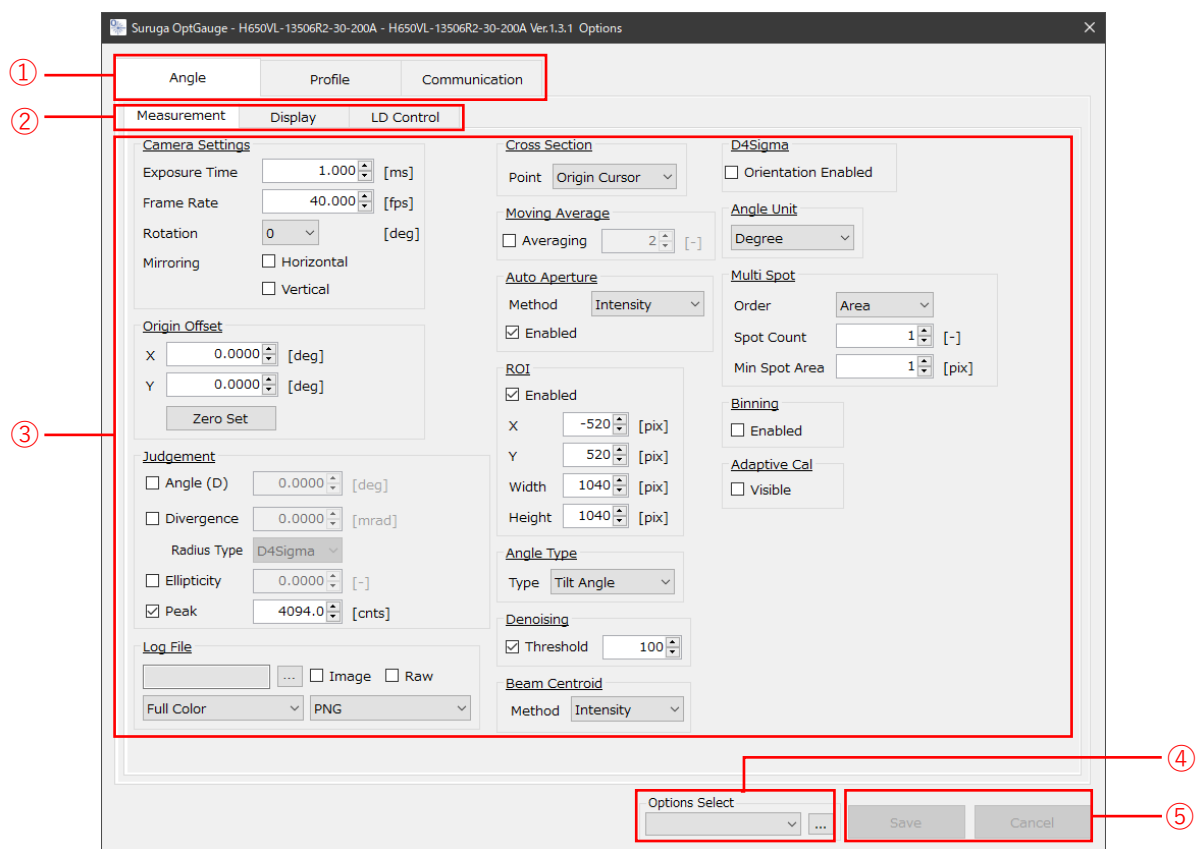 Suruga OptGauge - H650VL-13506R2-30-200A - H650VL-13506R2-30-200A Ver.1.3.1 Options
①
Angle Profile Communication
②
Measurement Display LD Control
③
Camera Settings
Exposure Time 1.000 [ms]
Frame Rate 40.000 [fps]
Rotation 0 [deg]
Mirroring Horizontal
Vertical
Origin Offset
X 0.0000 [deg]
Y 0.0000 [deg]
Zero Set
Judgement
Angle (D) 0.0000 [deg]
Divergence 0.0000 [mrad]
Radius Type D4Sigma
Ellipticity 0.0000 [-]
Peak 4094.0 [cnts]
Log File
... Image Raw
Full Color PNG
Cross Section
Point Origin Cursor
Moving Average
Averaging 2 [-]
Auto Aperture
Method Intensity
Enabled
ROI
Enabled
X -520 [pix]
Y 520 [pix]
Width 1040 [pix]
Height 1040 [pix]
Angle Type
Type Tilt Angle
Denoising
Threshold 100
Beam Centroid
Method Intensity
D4Sigma
Orientation Enabled
Angle Unit
Degree
Multi Spot
Order Area
Spot Count 1 [-]
Min Spot Area 1 [pix]
Binning
Enabled
Adaptive Cal
Visible
④
Options Select
...
Save Cancel
⑤